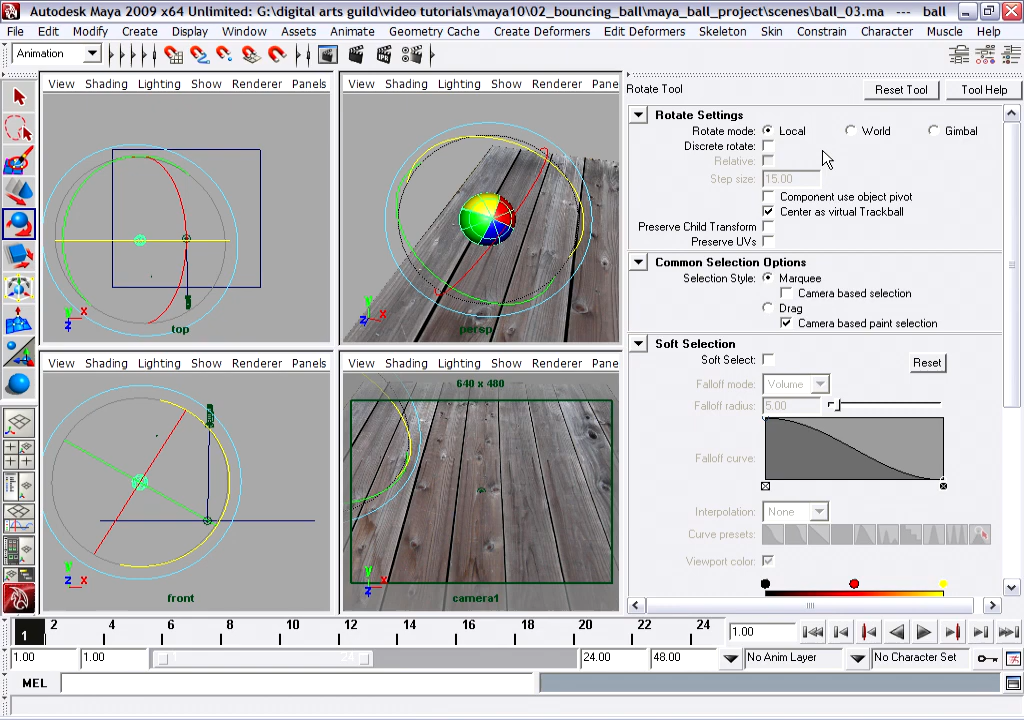 Autodesk Maya 2009 x64 Unlimited: G:\digital arts guild\video tutorials\maya10\02_bouncing_ball\maya_ball_project\scenes\ball_03.ma --- ball
File Edit Modify Create Display Window Assets Animate Geometry Cache Create Deformers Edit Deformers Skeleton Skin Constrain Character Muscle Help
Animation
IPR
View Shading Lighting Show Renderer Panels
View Shading Lighting Show Renderer Panels
Rotate Tool
Reset Tool
Tool Help
Rotate Settings
Rotate mode: Local World Gimbal
Discrete rotate:
Relative:
Step size: 15.00
Component use object pivot
Center as virtual Trackball
Preserve Child Transform
Preserve UVs
Common Selection Options
Selection Style: Marquee
Camera based selection
Drag
Camera based paint selection
Soft Selection
Soft Select:
Reset
Falloff mode: Volume
Falloff radius: 5.00
Falloff curve:
Interpolation: None
Curve presets:
Viewport color:
y x
z
top
y
z x
persp
View Shading Lighting Show Renderer Panels
View Shading Lighting Show Renderer Panels
640 x 480
y
z x
front
y
x
z
camera1
1 2 4 6 8 10 12 14 16 18 20 22 24
1.00
1.00 1.00 1 24 24.00 48.00 No Anim Layer No Character Set
MEL